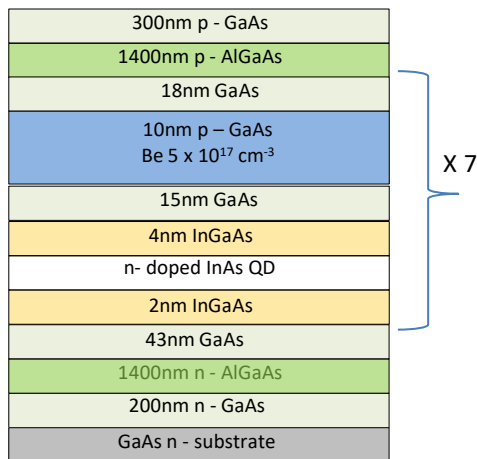 300nm p - GaAs
1400nm p - AlGaAs
18nm GaAs
10nm p – GaAs
Be 5 x 10¹⁷ cm⁻³
X 7
15nm GaAs
4nm InGaAs
n- doped InAs QD
2nm InGaAs
43nm GaAs
1400nm n - AlGaAs
200nm n - GaAs
GaAs n - substrate